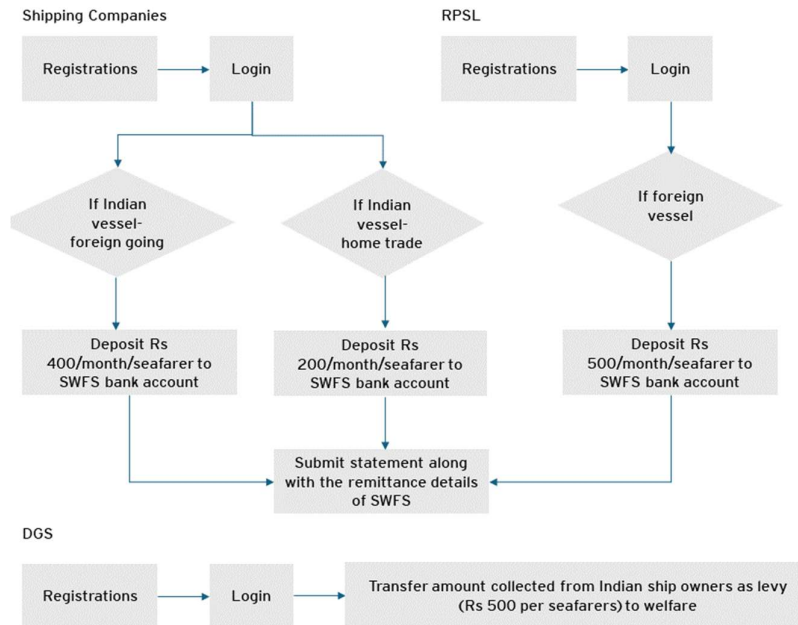 Shipping Companies
RPSL
Registrations
Login
Registrations
Login
If Indian
vessel-
foreign going
If Indian
vessel-
home trade
If foreign
vessel
Deposit Rs
400/month/seafarer to
SWFS bank account
Deposit Rs
200/month/seafarer to
SWFS bank account
Deposit Rs
500/month/seafarer to
SWFS bank account
Submit statement along
with the remittance details
of SWFS
DGS
Registrations
Login
Transfer amount collected from Indian ship owners as levy
(Rs 500 per seafarers) to welfare